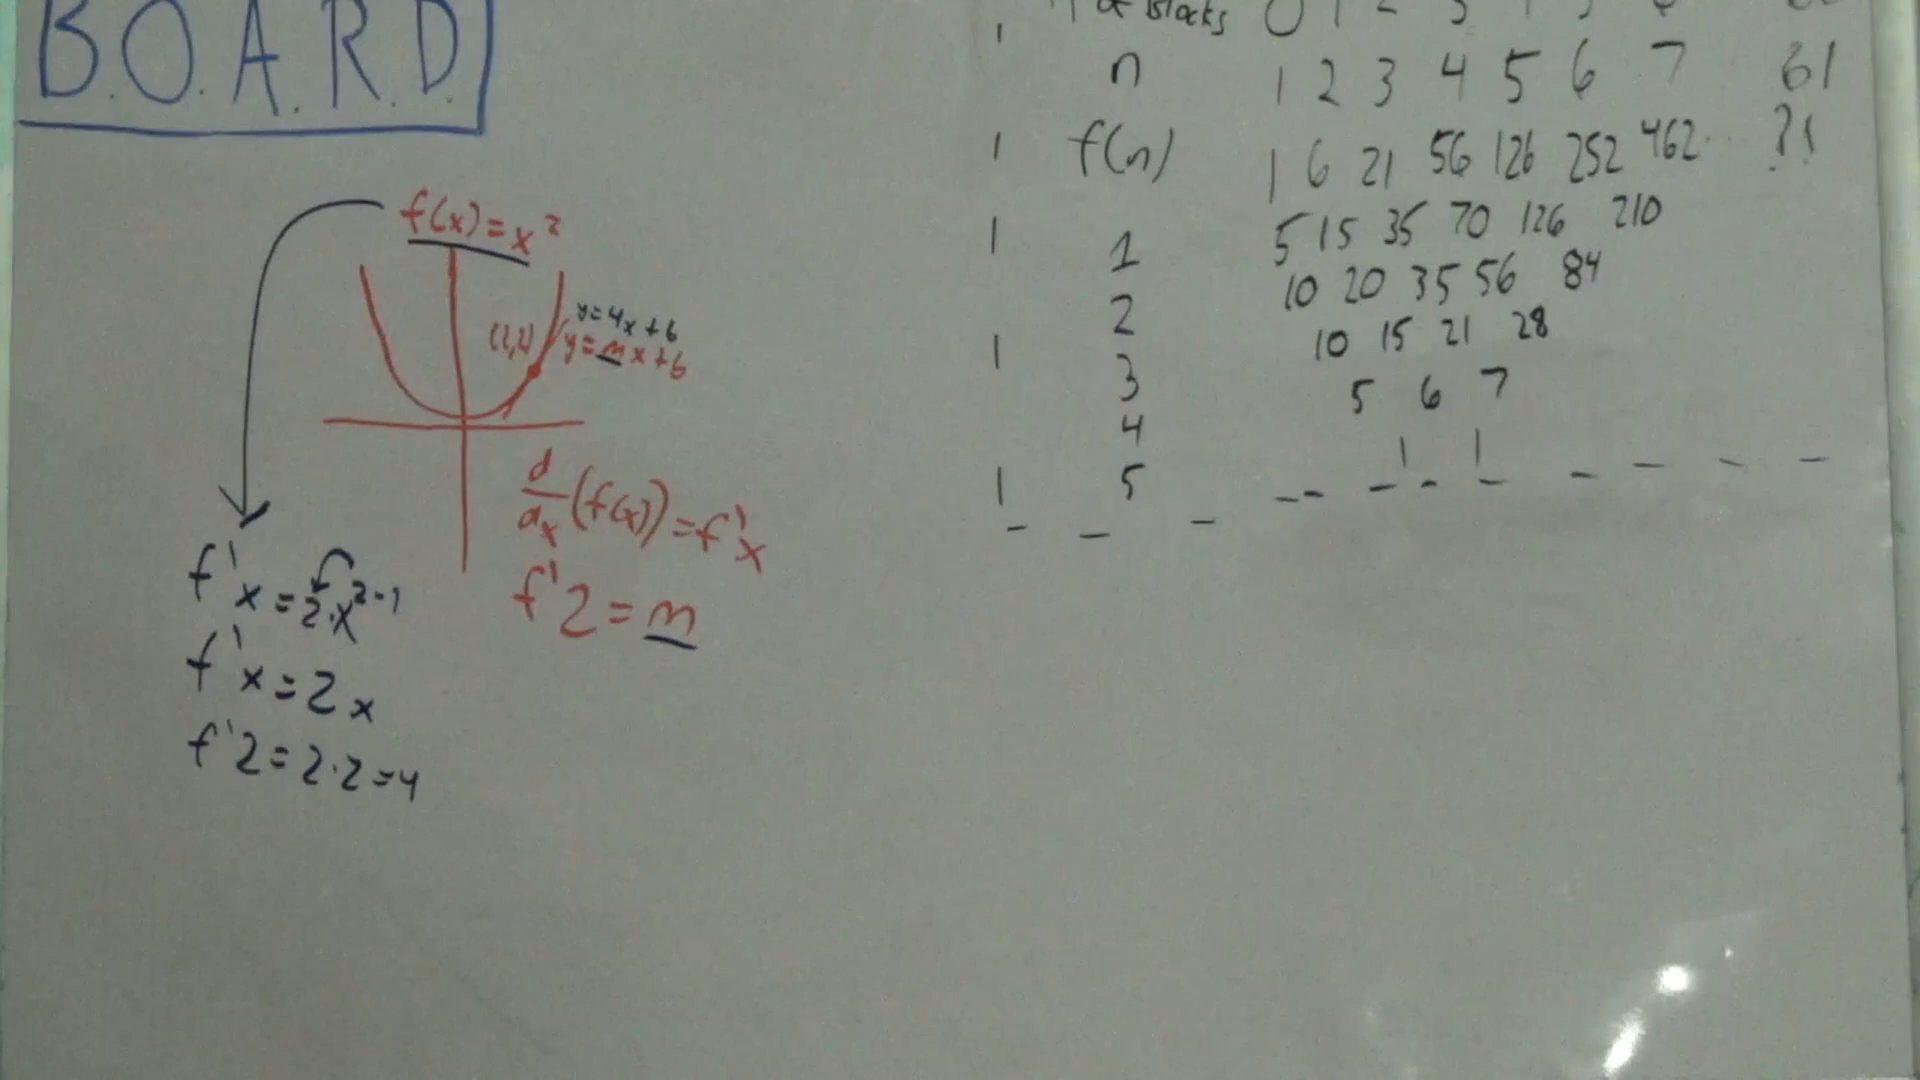 B.O.A.R.D.
f(x)=x²
y=4x+6
(2,2)
y=mx+6
d/dx (f(x))=f'x
f'2=m
f'x=2·x²⁻¹
f'x=2x
f'2=2·2=4
of Blocks 0 1 2 3
n 1 2 3 4 5 6 7 61
f(n) 1 6 21 56 126 252 462 ... ?
1 5 15 35 70 126 210
2 10 20 35 56 84
3 10 15 21 28
4 5 6 7
5 1 1